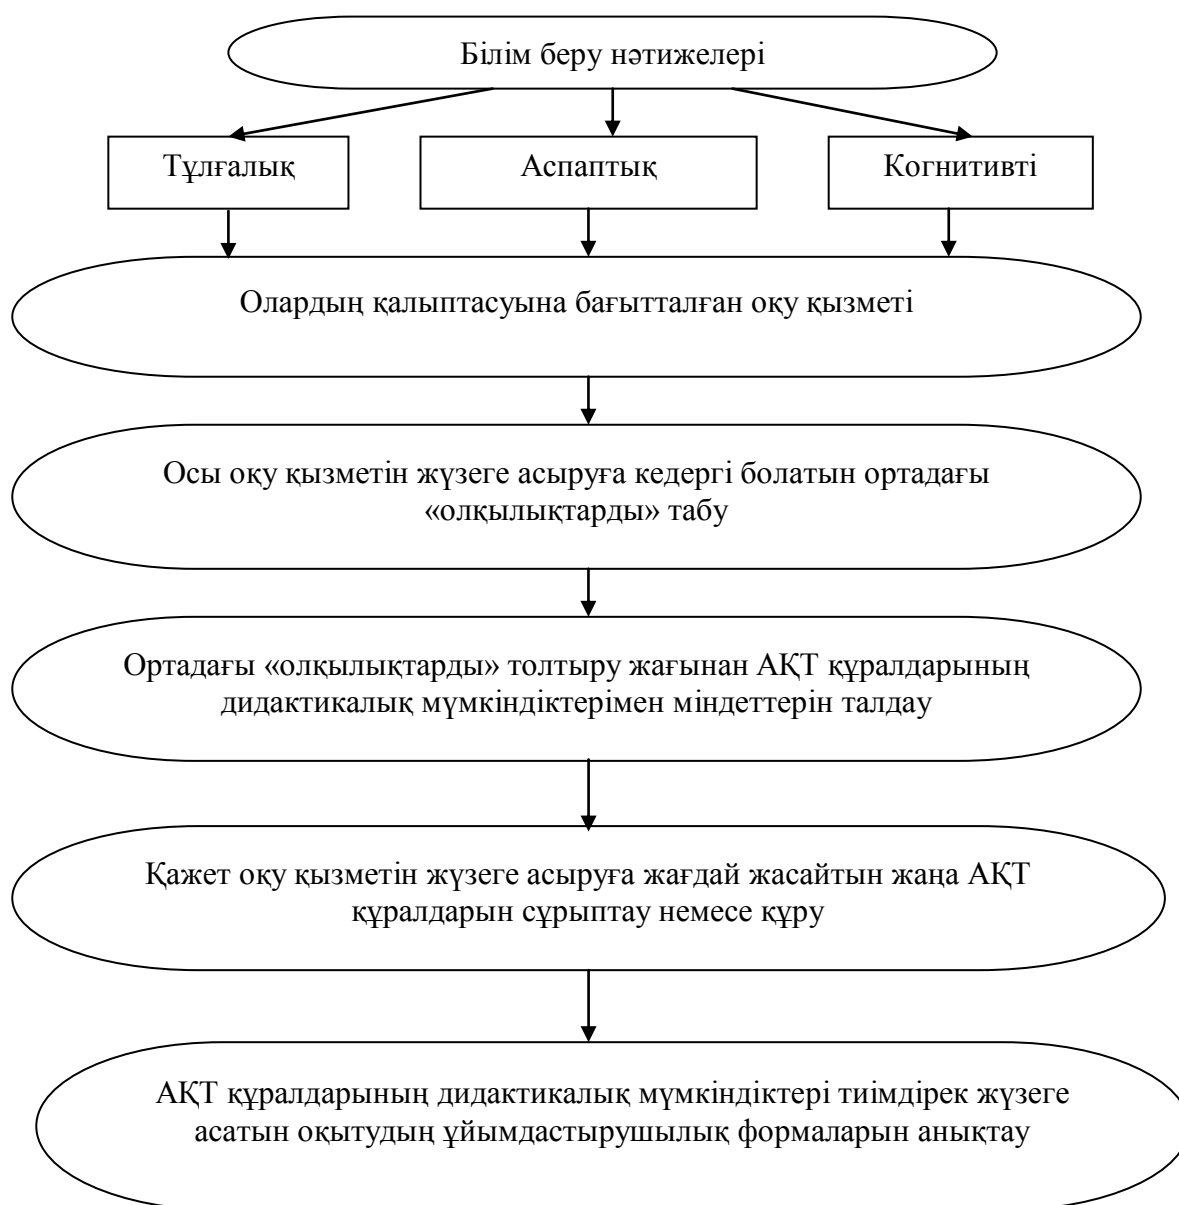 Білім беру нәтижелері
Тұлғалық
Аспаптық
Когнитивті
Олардың қалыптасуына бағытталған оқу қызметі
Осы оқу қызметін жүзеге асыруға кедергі болатын ортадағы
«олқылықтарды» табу
Ортадағы «олқылықтарды» толтыру жағынан АҚТ құралдарының
дидактикалық мүмкіндіктерімен міндеттерін талдау
Қажет оқу қызметін жүзеге асыруға жағдай жасайтын жаңа АҚТ
құралдарын сұрыптау немесе құру
АҚТ құралдарының дидактикалық мүмкіндіктері тиімдірек жүзеге
асатын оқытудың ұйымдастырушылық формаларын анықтау